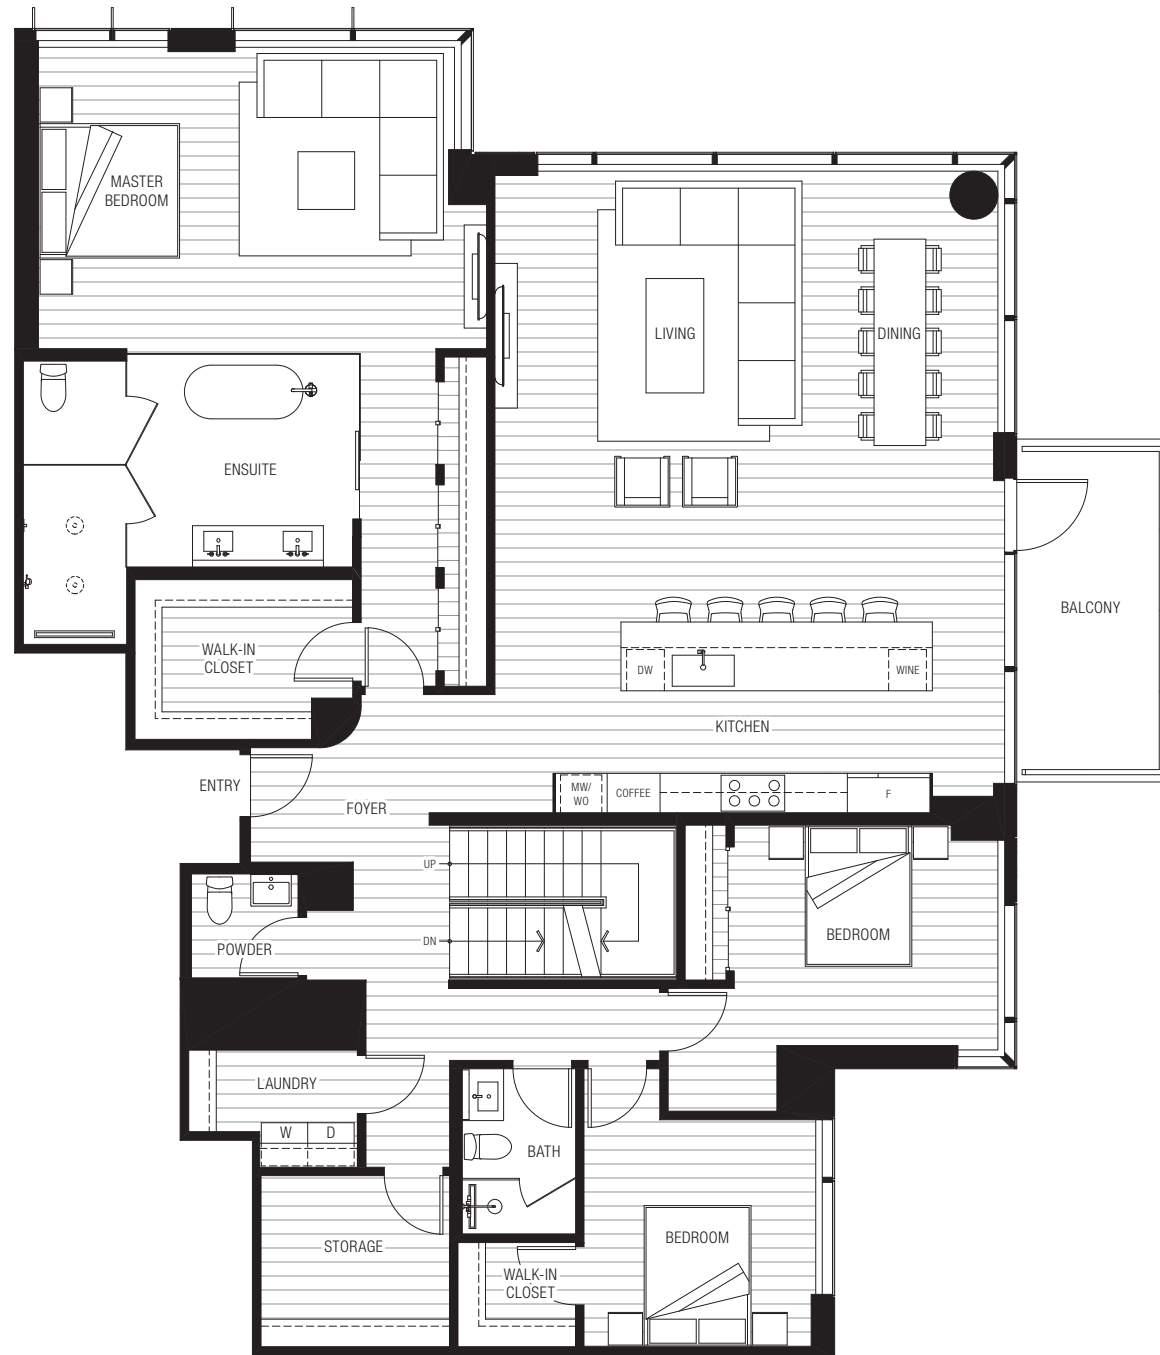 MASTER
BEDROOM
LIVING
DINING
ENSUITE
BALCONY
WALK-IN
CLOSET
DW
WINE
KITCHEN
ENTRY
FOYER
MW/
WO
COFFEE
F
UP
DN
POWDER
BEDROOM
LAUNDRY
W
D
BATH
STORAGE
BEDROOM
WALK-IN
CLOSET